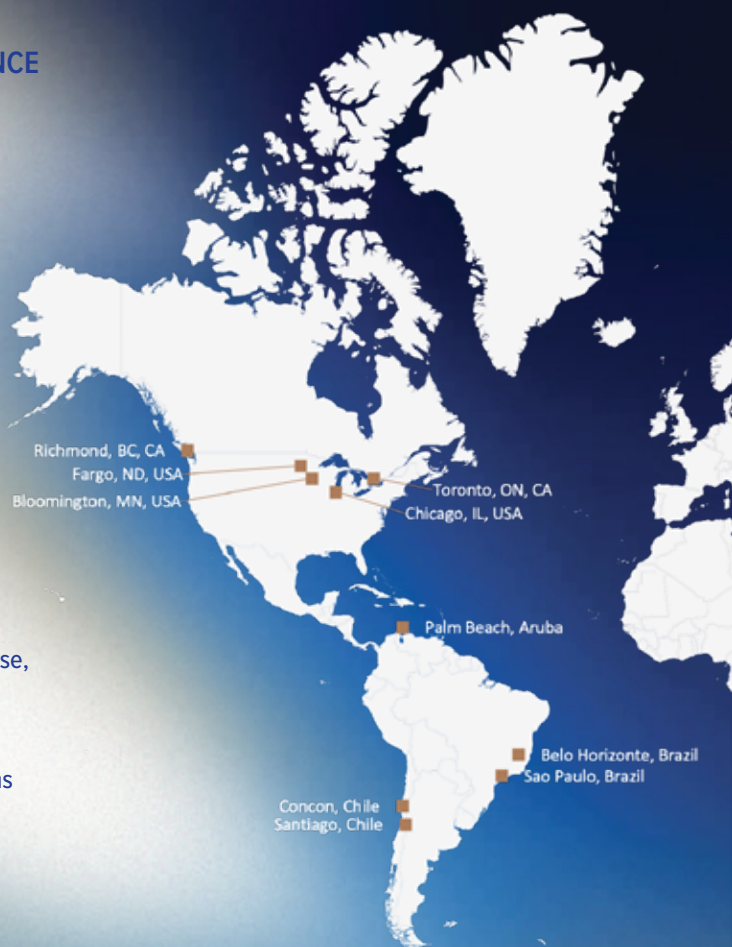 NCE
Richmond, BC, CA
Fargo, ND, USA
Bloomington, MN, USA
Toronto, ON, CA
Chicago, IL, USA
Palm Beach, Aruba
se,
Belo Horizonte, Brazil
Sao Paulo, Brazil
ns
Concon, Chile
Santiago, Chile